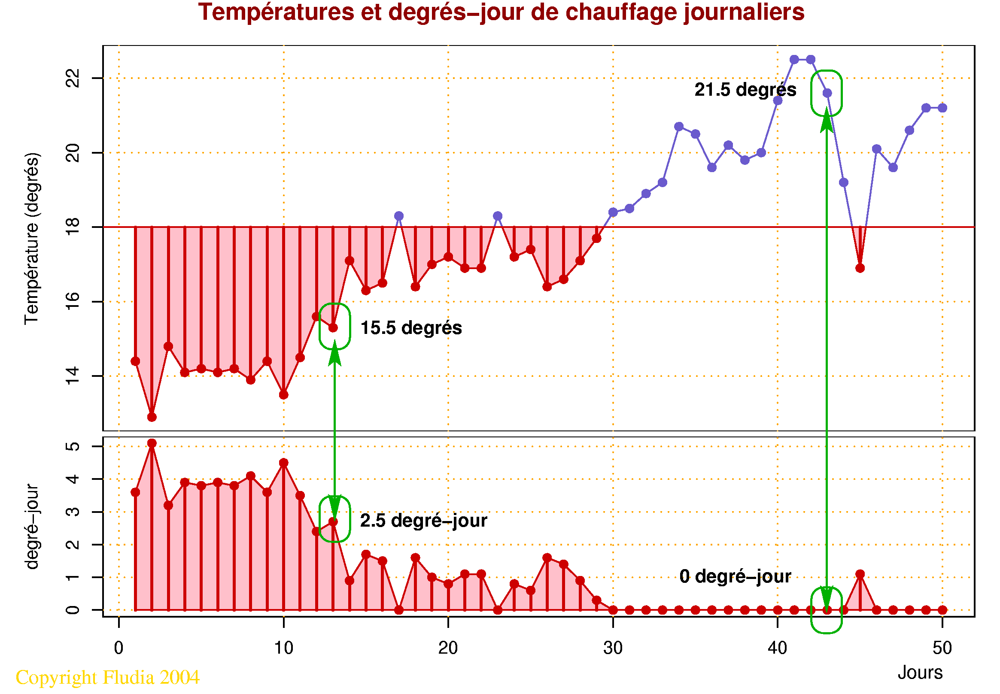 Températures et degrés−jour de chauffage journaliers
Température (degrés)
22
20
18
16
14
21.5 degrés
15.5 degrés
degré−jour
5
4
3
2
1
0
2.5 degré−jour
0 degré−jour
0 10 20 30 40 50
Jours
Copyright Fludia 2004